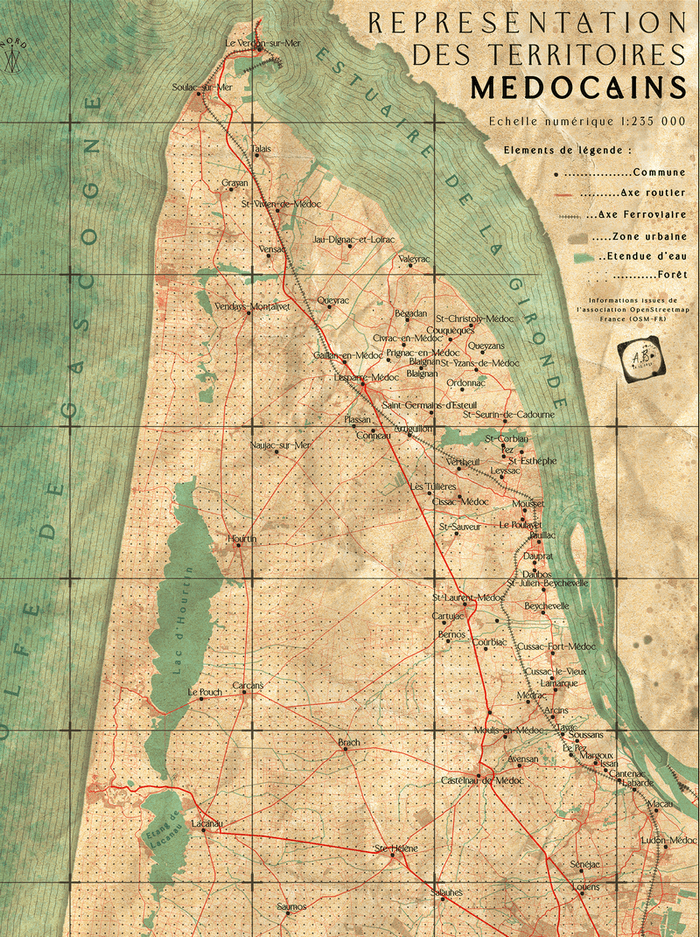 REPRESENTATION
DES TERRITOIRES
MEDOCAINS
Echelle numérique 1:235 000
Elements de légende :
..................Commune
..........Axe routier
...Axe Ferroviaire
.....Zone urbaine
..Etendue d'eau
...........Forêt
Informations issues de
l'association OpenStreetmap
France (OSM-FR)
A.B.
NORD
GOLFE DE GASCOGNE
ESTUAIRE DE LA GIRONDE
Le Verdon-sur-Mer
Soulac-sur-Mer
Talais
Grayan
St-Vivien-de-Médoc
Jau-Dignac-et-Loirac
Vensac
Valeyrac
Vendays-Montalivet
Queyrac
Bégadan
St-Christoly-Médoc
Couquèques
Civrac-en-Médoc
Queyzans
Prignac-en-Médoc
Gaillan-en-Médoc
Blaignan
St-Yzans-de-Médoc
Blaignan
Lesparre-Médoc
Ordonnac
Saint-Germains-d'Esteuil
St-Seurin-de-Cadourne
Plassan
Conneau
Artiguillon
St-Corbian
Naujac-sur-Mer
Pez
St-Esthèphe
Vertheuil
Leyssac
Les Tuilières
Cissac-Médoc
Mousset
Le Poujalet
St-Sauveur
Pauillac
Hourtin
Dauprat
Daubos
St-Julien-Beychevelle
Lac d'Hourtin
St-Laurent-Médoc
Beychevelle
Cartujac
Bernos
Courbiac
Cussac-Fort-Médoc
Cussac-le-Vieux
Lamarque
Carcans
Le Pouch
Médrac
Arcins
Moulis-en-Médoc
Tayac
Soussans
Brach
Le Pez
Margoux
Issan
Avensan
Cantenac
Castelnau-de-Médoc
Labarde
Macau
Etang de
Lacanau
Lacanau
Ludon-Médoc
Ste-Hélène
Sénéjac
Louens
Salaunes
Saumos